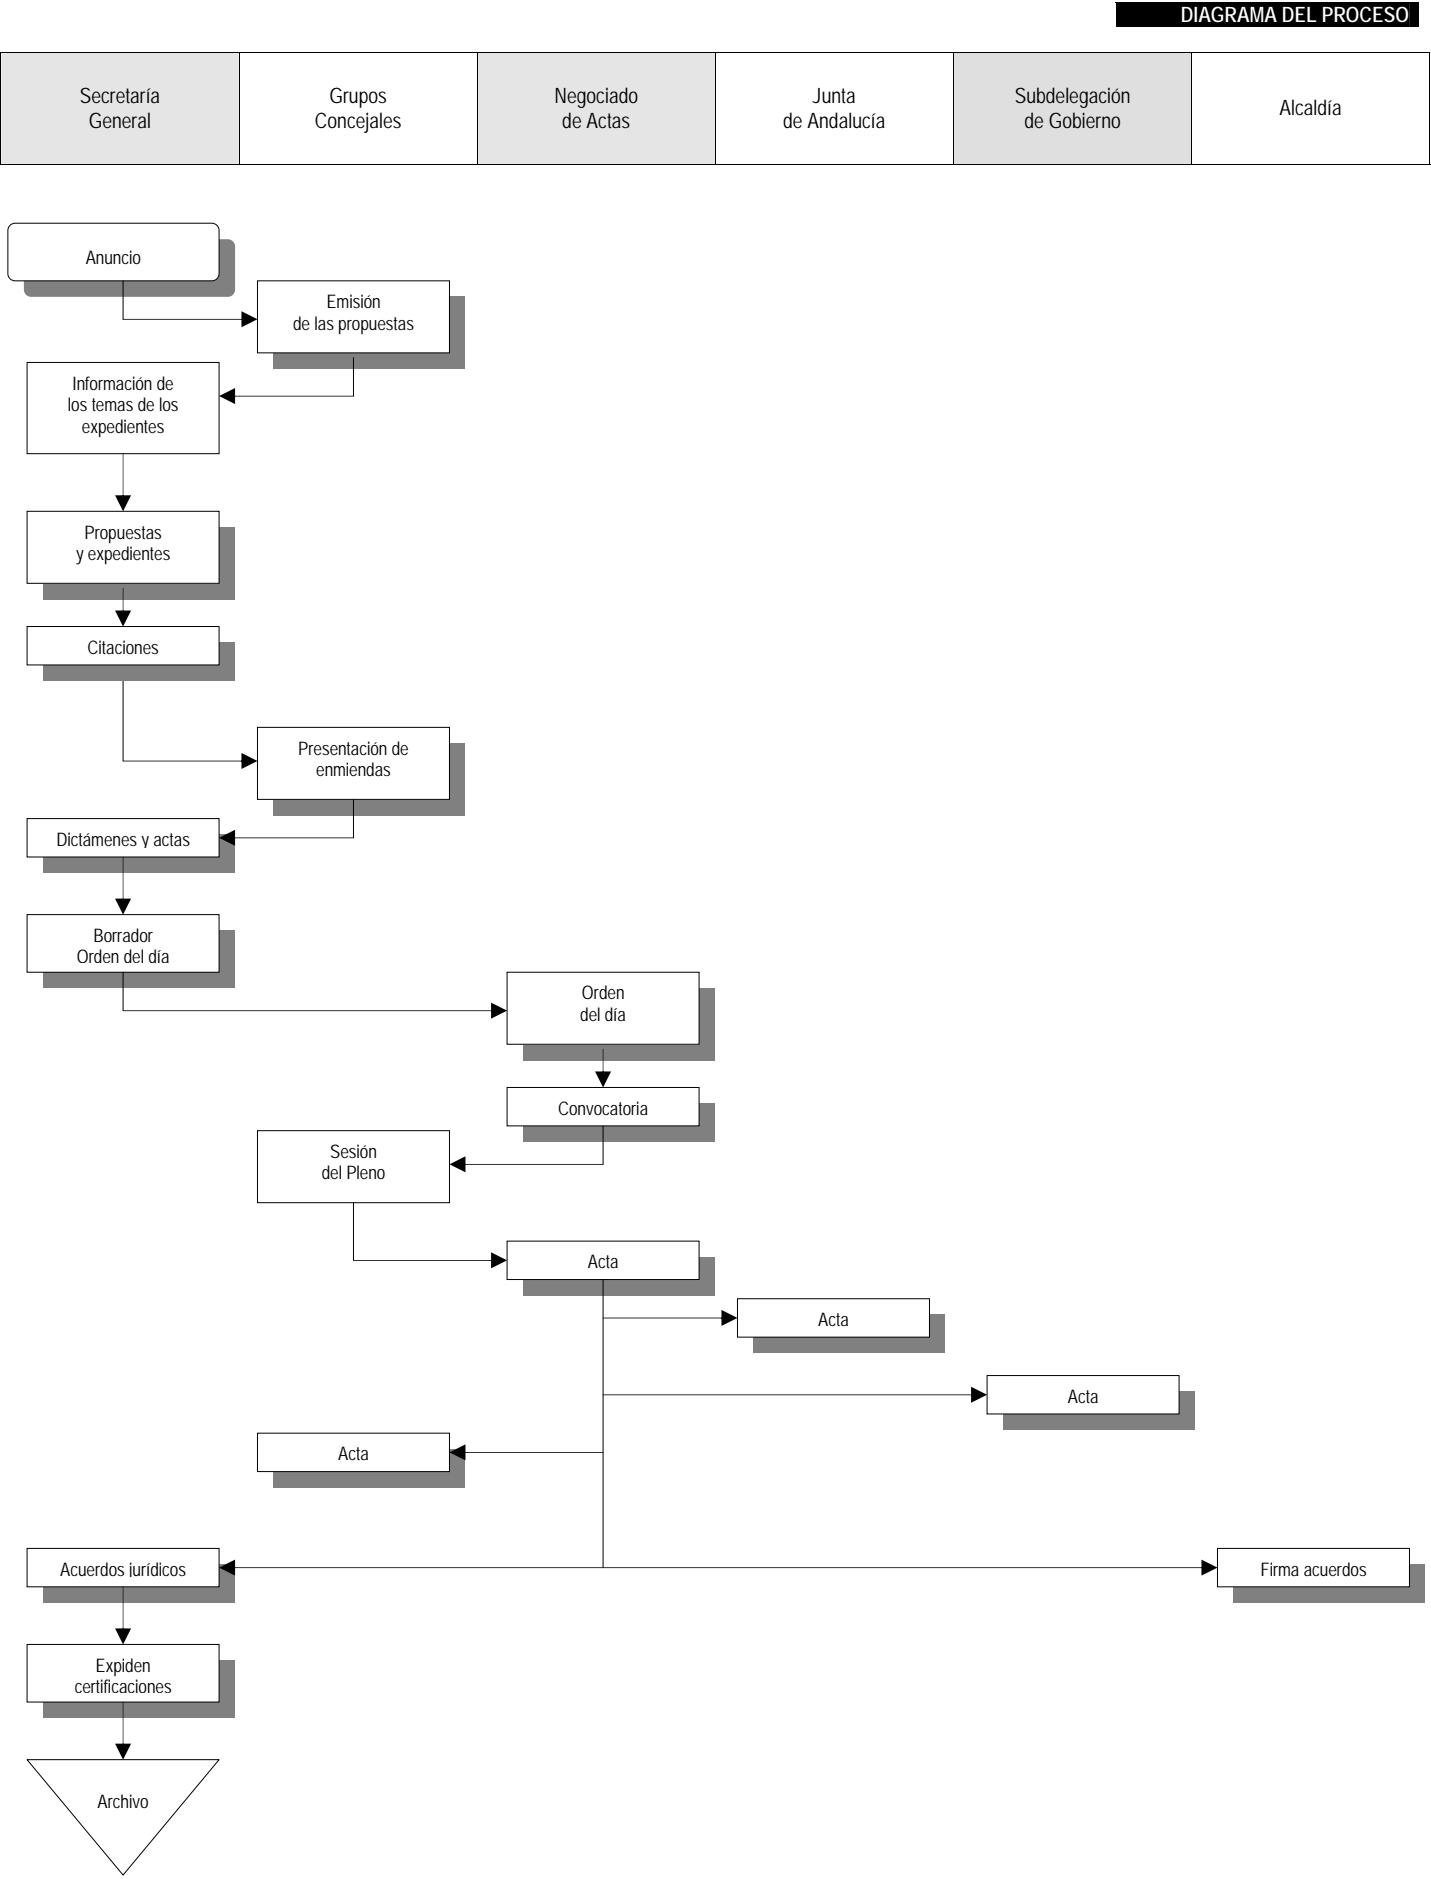 DIAGRAMA DEL PROCESO
Secretaría
General
Grupos
Concejales
Negociado
de Actas
Junta
de Andalucía
Subdelegación
de Gobierno
Alcaldía
Anuncio
Emisión
de las propuestas
Información de
los temas de los
expedientes
Propuestas
y expedientes
Citaciones
Presentación de
enmiendas
Dictámenes y actas
Borrador
Orden del día
Orden
del día
Convocatoria
Sesión
del Pleno
Acta
Acta
Acta
Acta
Acuerdos jurídicos
Firma acuerdos
Expiden
certificaciones
Archivo